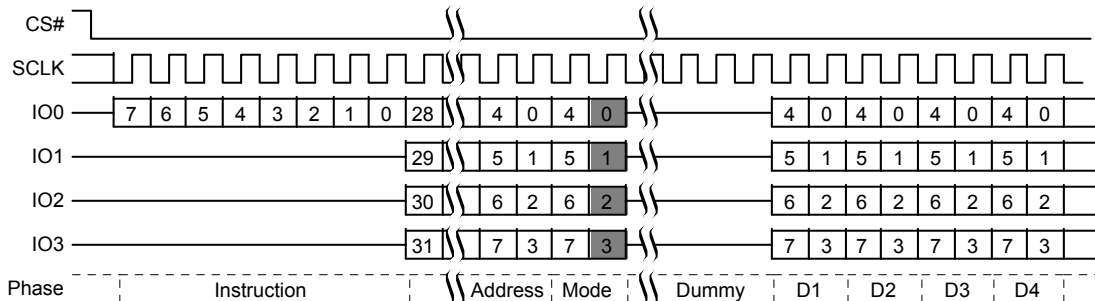 CS#
SCLK
IO0 7 6 5 4 3 2 1 0 28 4 0 4 0 4 0 4 0 4 0 4 0
IO1 29 5 1 5 1 5 1 5 1 5 1 5 1
IO2 30 6 2 6 2 6 2 6 2 6 2 6 2
IO3 31 7 3 7 3 7 3 7 3 7 3 7 3
Phase Instruction Address Mode Dummy D1 D2 D3 D4